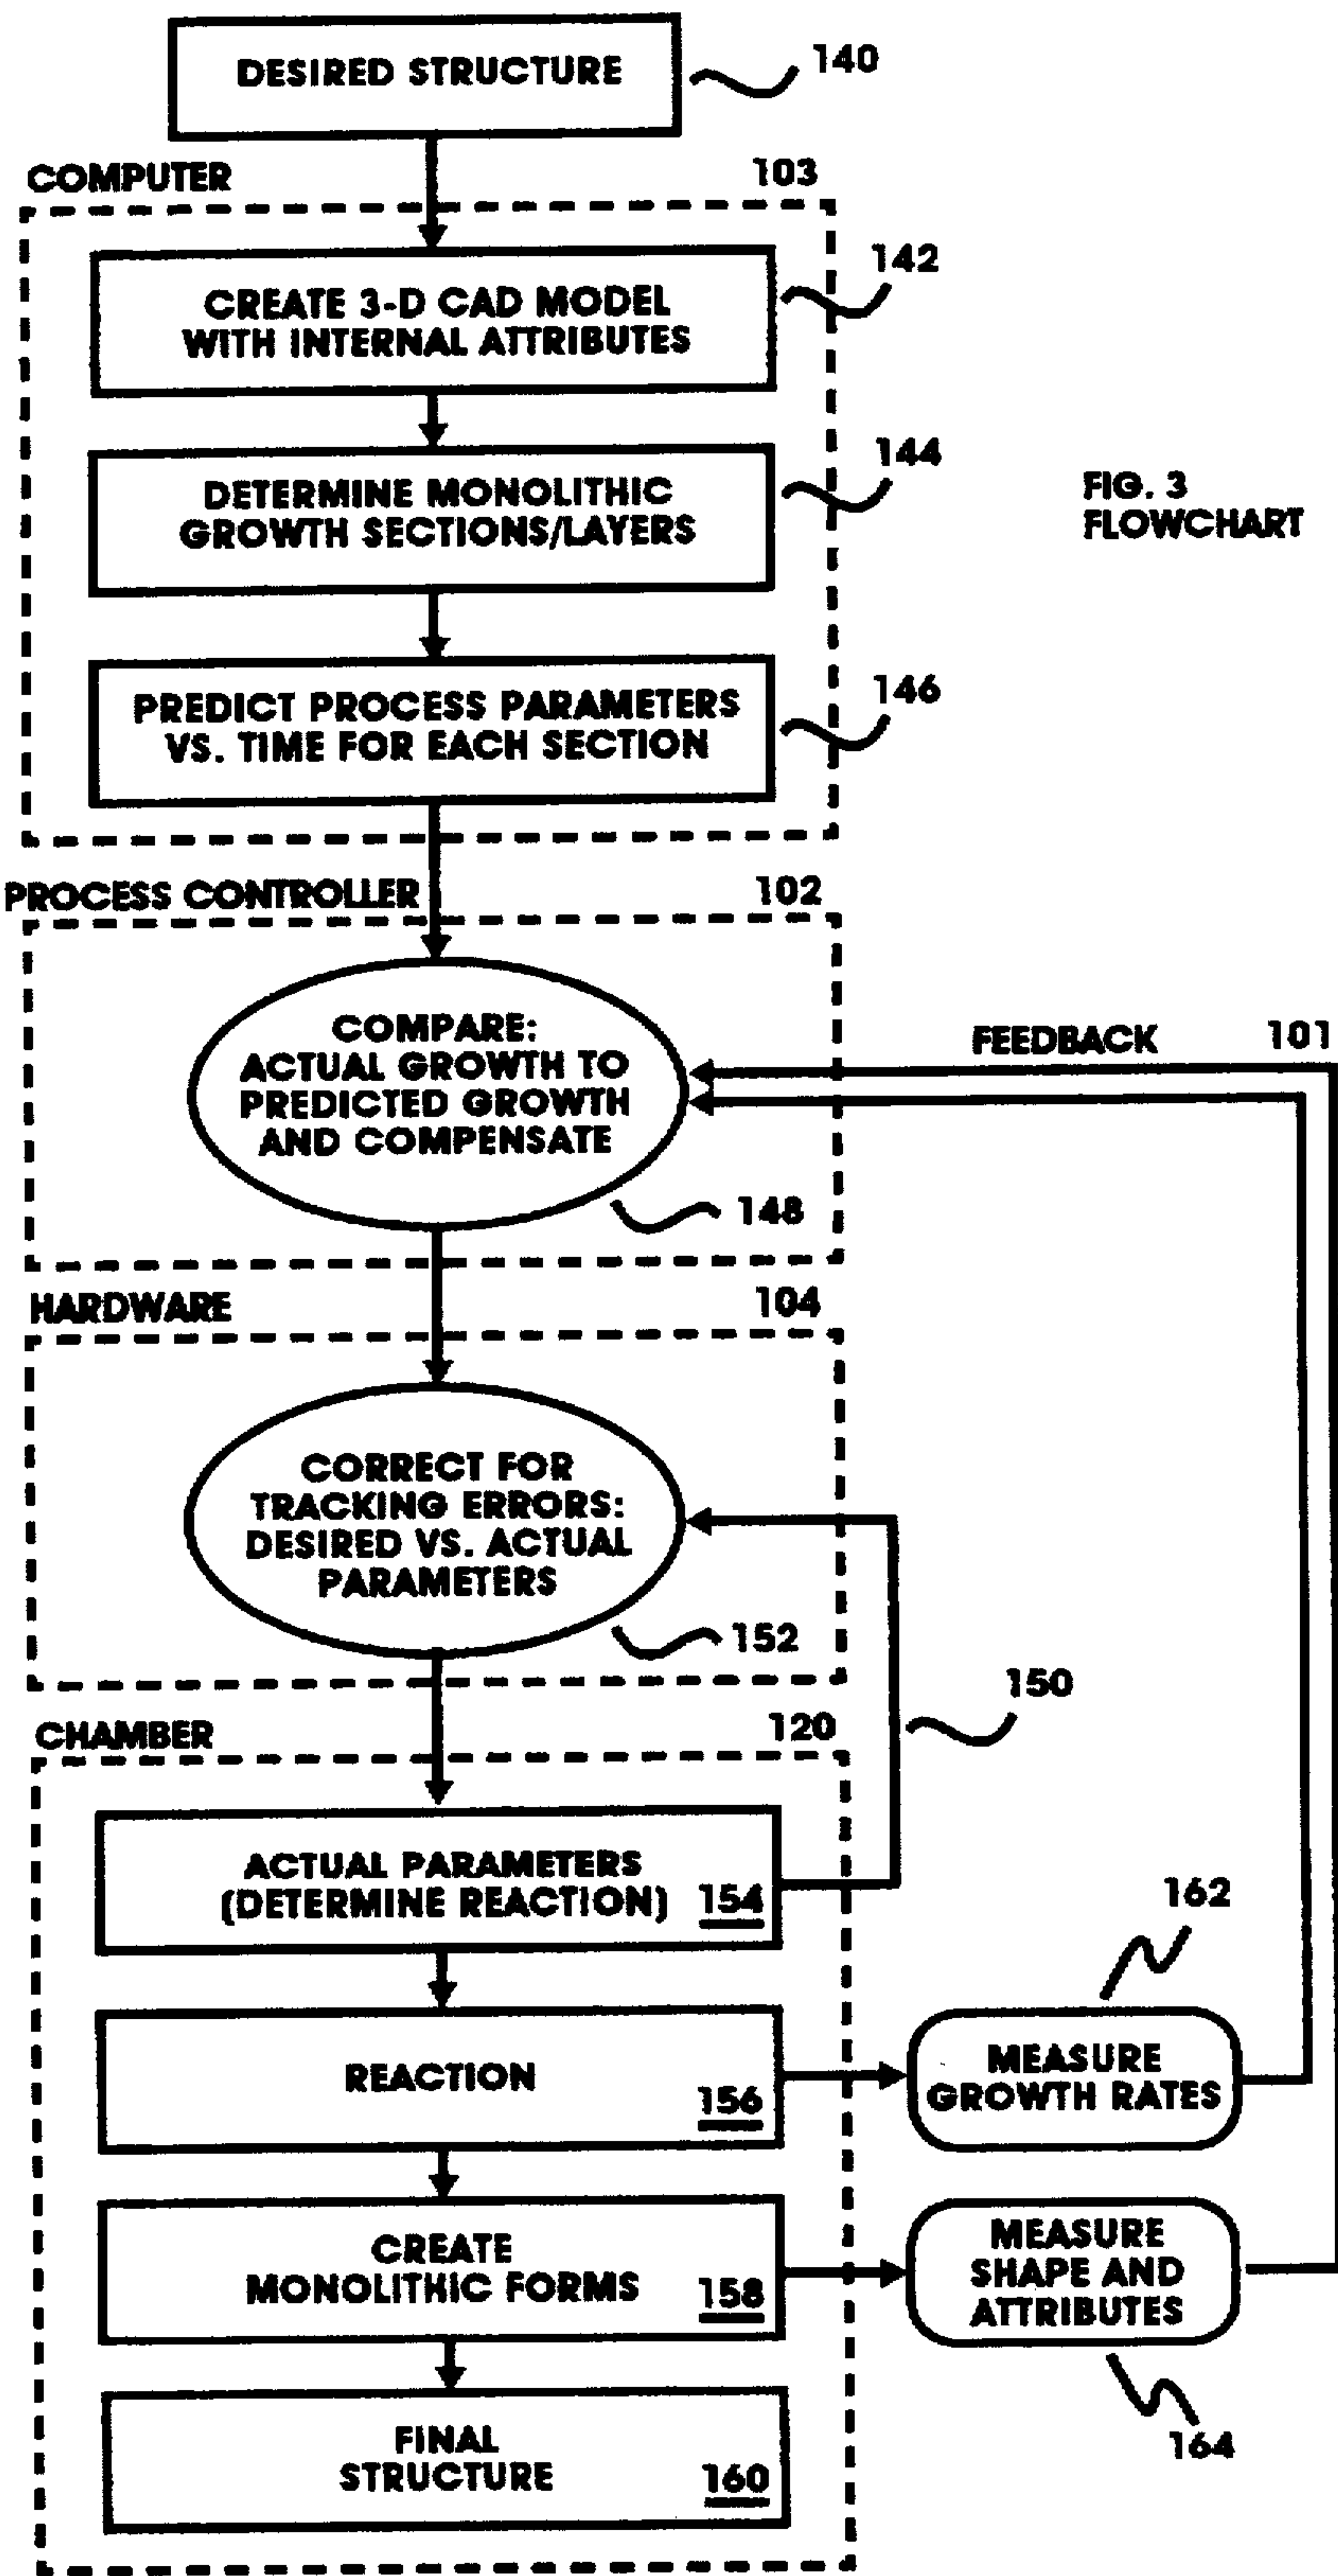 DESIRED STRUCTURE
140
COMPUTER
103
CREATE 3-D CAD MODEL
WITH INTERNAL ATTRIBUTES
142
DETERMINE MONOLITHIC
GROWTH SECTIONS/LAYERS
144
FIG. 3
FLOWCHART
PREDICT PROCESS PARAMETERS
VS. TIME FOR EACH SECTION
146
PROCESS CONTROLLER
102
COMPARE:
ACTUAL GROWTH TO
PREDICTED GROWTH
AND COMPENSATE
148
FEEDBACK
101
HARDWARE
104
CORRECT FOR
TRACKING ERRORS:
DESIRED VS. ACTUAL
PARAMETERS
152
150
CHAMBER
120
ACTUAL PARAMETERS
(DETERMINE REACTION)
154
162
REACTION
156
MEASURE
GROWTH RATES
CREATE
MONOLITHIC FORMS
158
MEASURE
SHAPE AND
ATTRIBUTES
164
FINAL
STRUCTURE
160